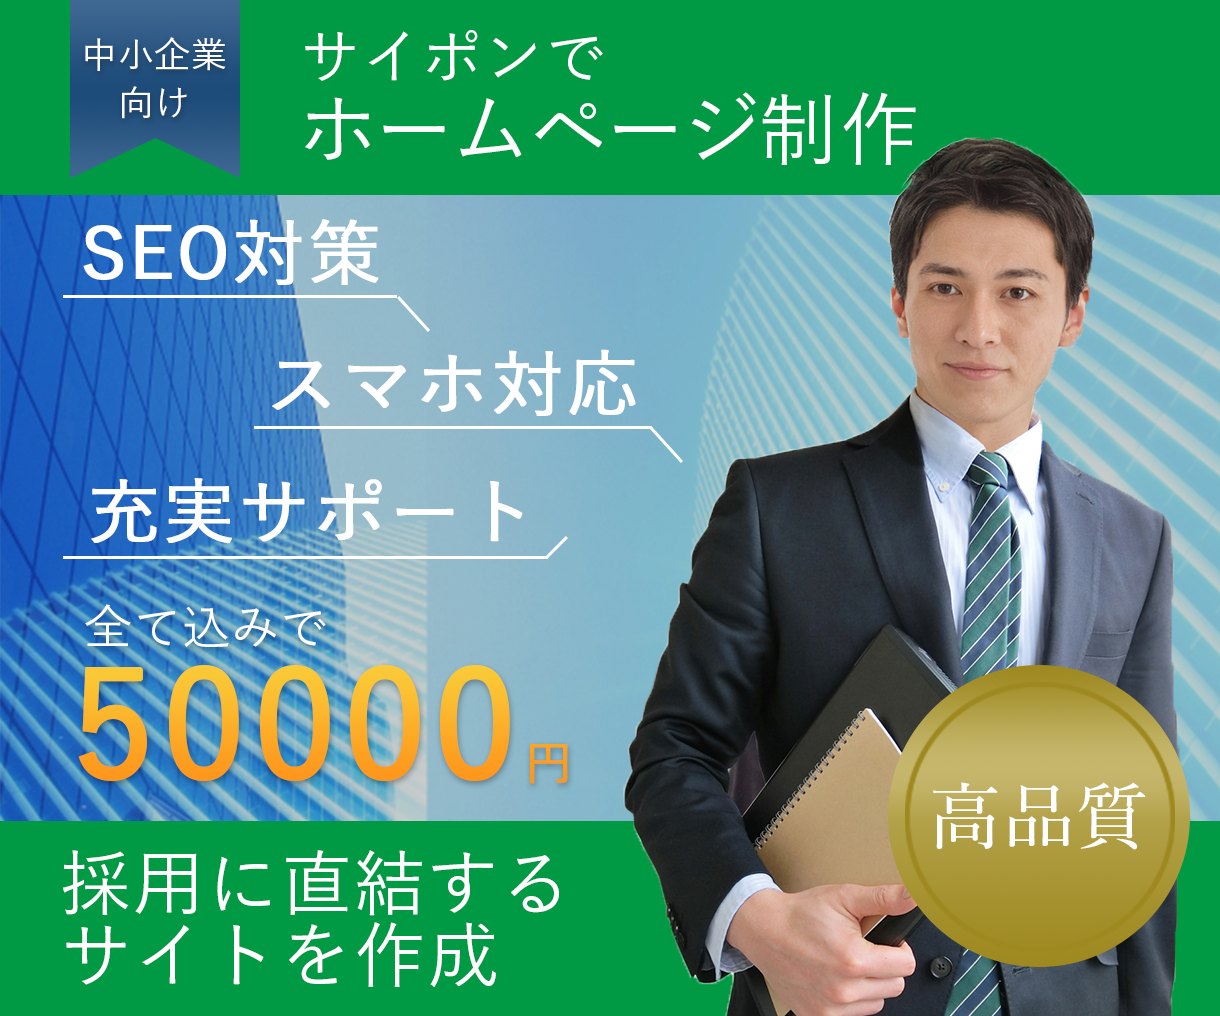 中小企業
向け
サイポンで
ホームページ制作
SEO対策
スマホ対応
充実サポート
全て込みで
50000円
高品質
採用に直結する
サイトを作成